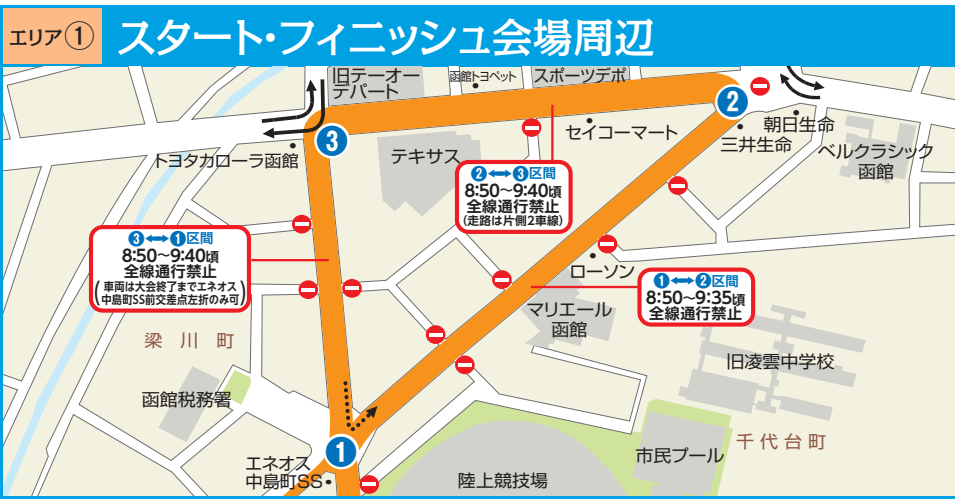 エリア①
スタート・フィニッシュ会場周辺
旧テーオー
デパート
函館トヨペット
スポーツデポ
2
朝日生命
三井生命
セイコーマート
ベルクラシック
函館
3
トヨタカローラ函館
テキサス
2⟷3区間
8:50～9:40頃
全線通行禁止
(走路は片側2車線)
3⟷1区間
8:50～9:40頃
全線通行禁止
(車両は大会終了までエネオス
中島町SS前交差点左折のみ可)
ローソン
1⟷2区間
8:50～9:35頃
全線通行禁止
マリエール
函館
梁川町
旧凌雲中学校
函館税務署
千代台町
1
市民プール
エネオス
中島町SS
陸上競技場